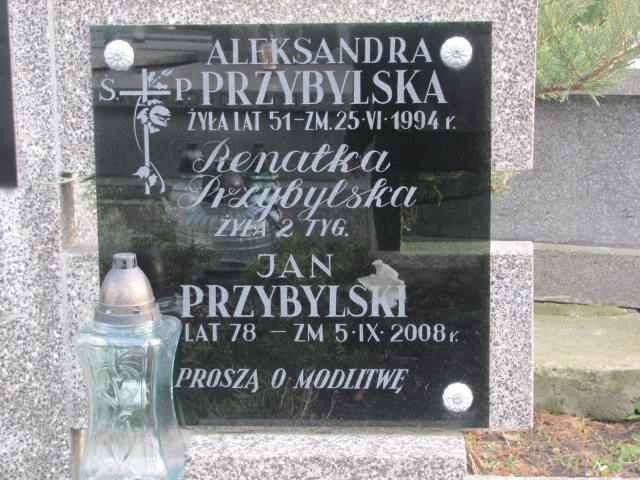 ALEKSANDRA
Ś. P. PRZYBYLSKA
ŻYŁA LAT 51-ZM.25·VI·1994 r.
Renatka
Przybylska
ŻYŁA 2 TYG.
JAN
PRZYBYLSKI
LAT 78 - ZM 5·IX·2008 r.
PROSZĄ O MODLITWĘ